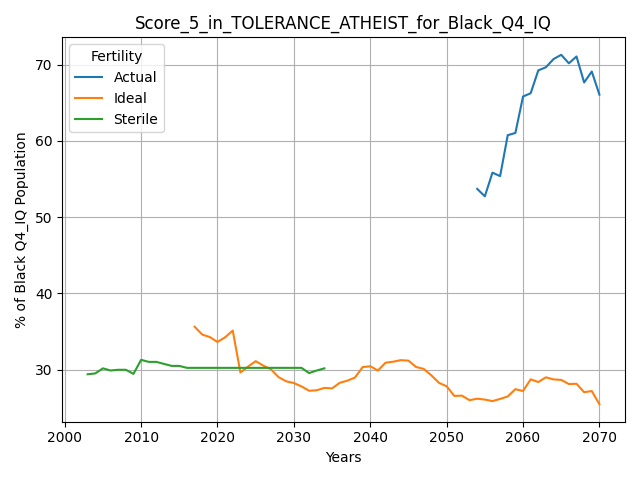 Score_5_in_TOLERANCE_ATHEIST_for_Black_Q4_IQ
Fertility
Actual
Ideal
Sterile
% of Black Q4_IQ Population
70
60
50
40
30
2000 2010 2020 2030 2040 2050 2060 2070
Years